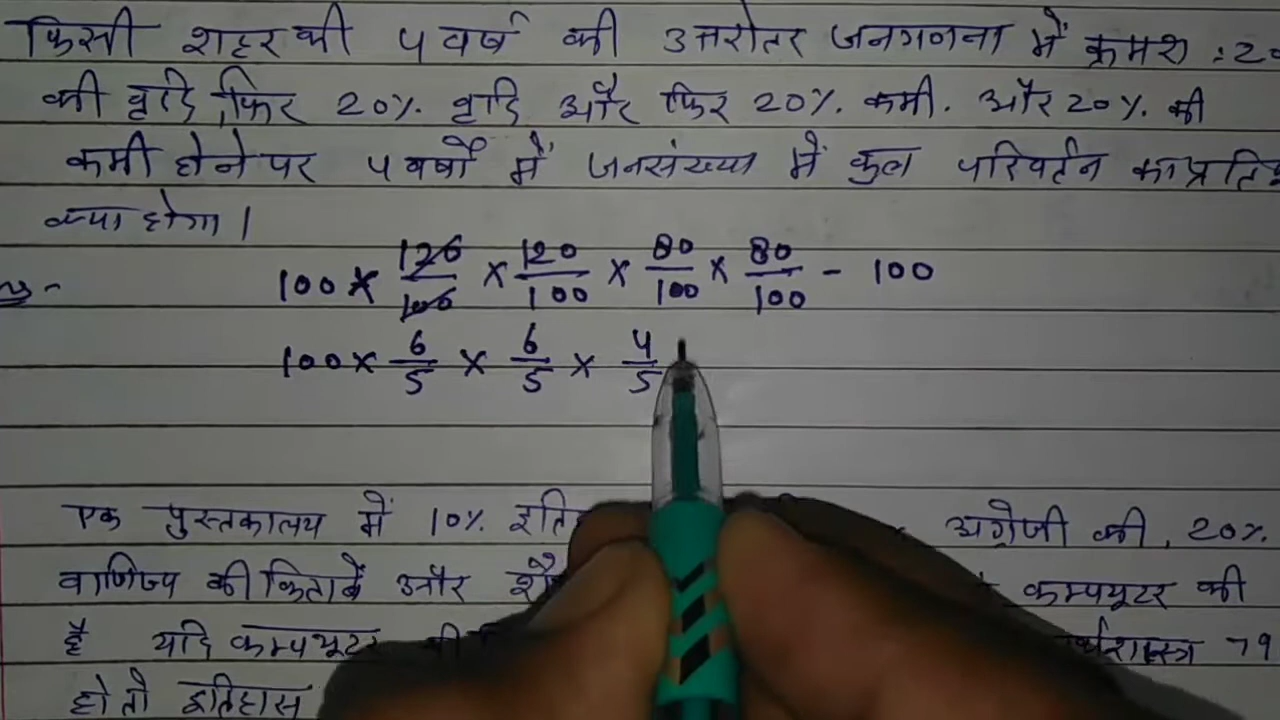 किसी शहर की 4 वर्ष की उत्तरोतर जनगणना में क्रमश :20
की वृद्धि, फिर 20%. वृद्धि और फिर 20%. कमी. और 20%. की
कमी होने पर 4 वर्षों में जनसंख्या में कुल परिवर्तन का प्रति
क्या होगा।
100 × 120/100 × 120/100 × 80/100 × 80/100 - 100
100 × 6/5 × 6/5 × 4/5
एक पुस्तकालय में 10%. इति अंग्रेजी की, 20%.
वाणिज्य की किताबें और कम्पयूटर की
है यदि कम्पयूटर
हो तो इतिहास